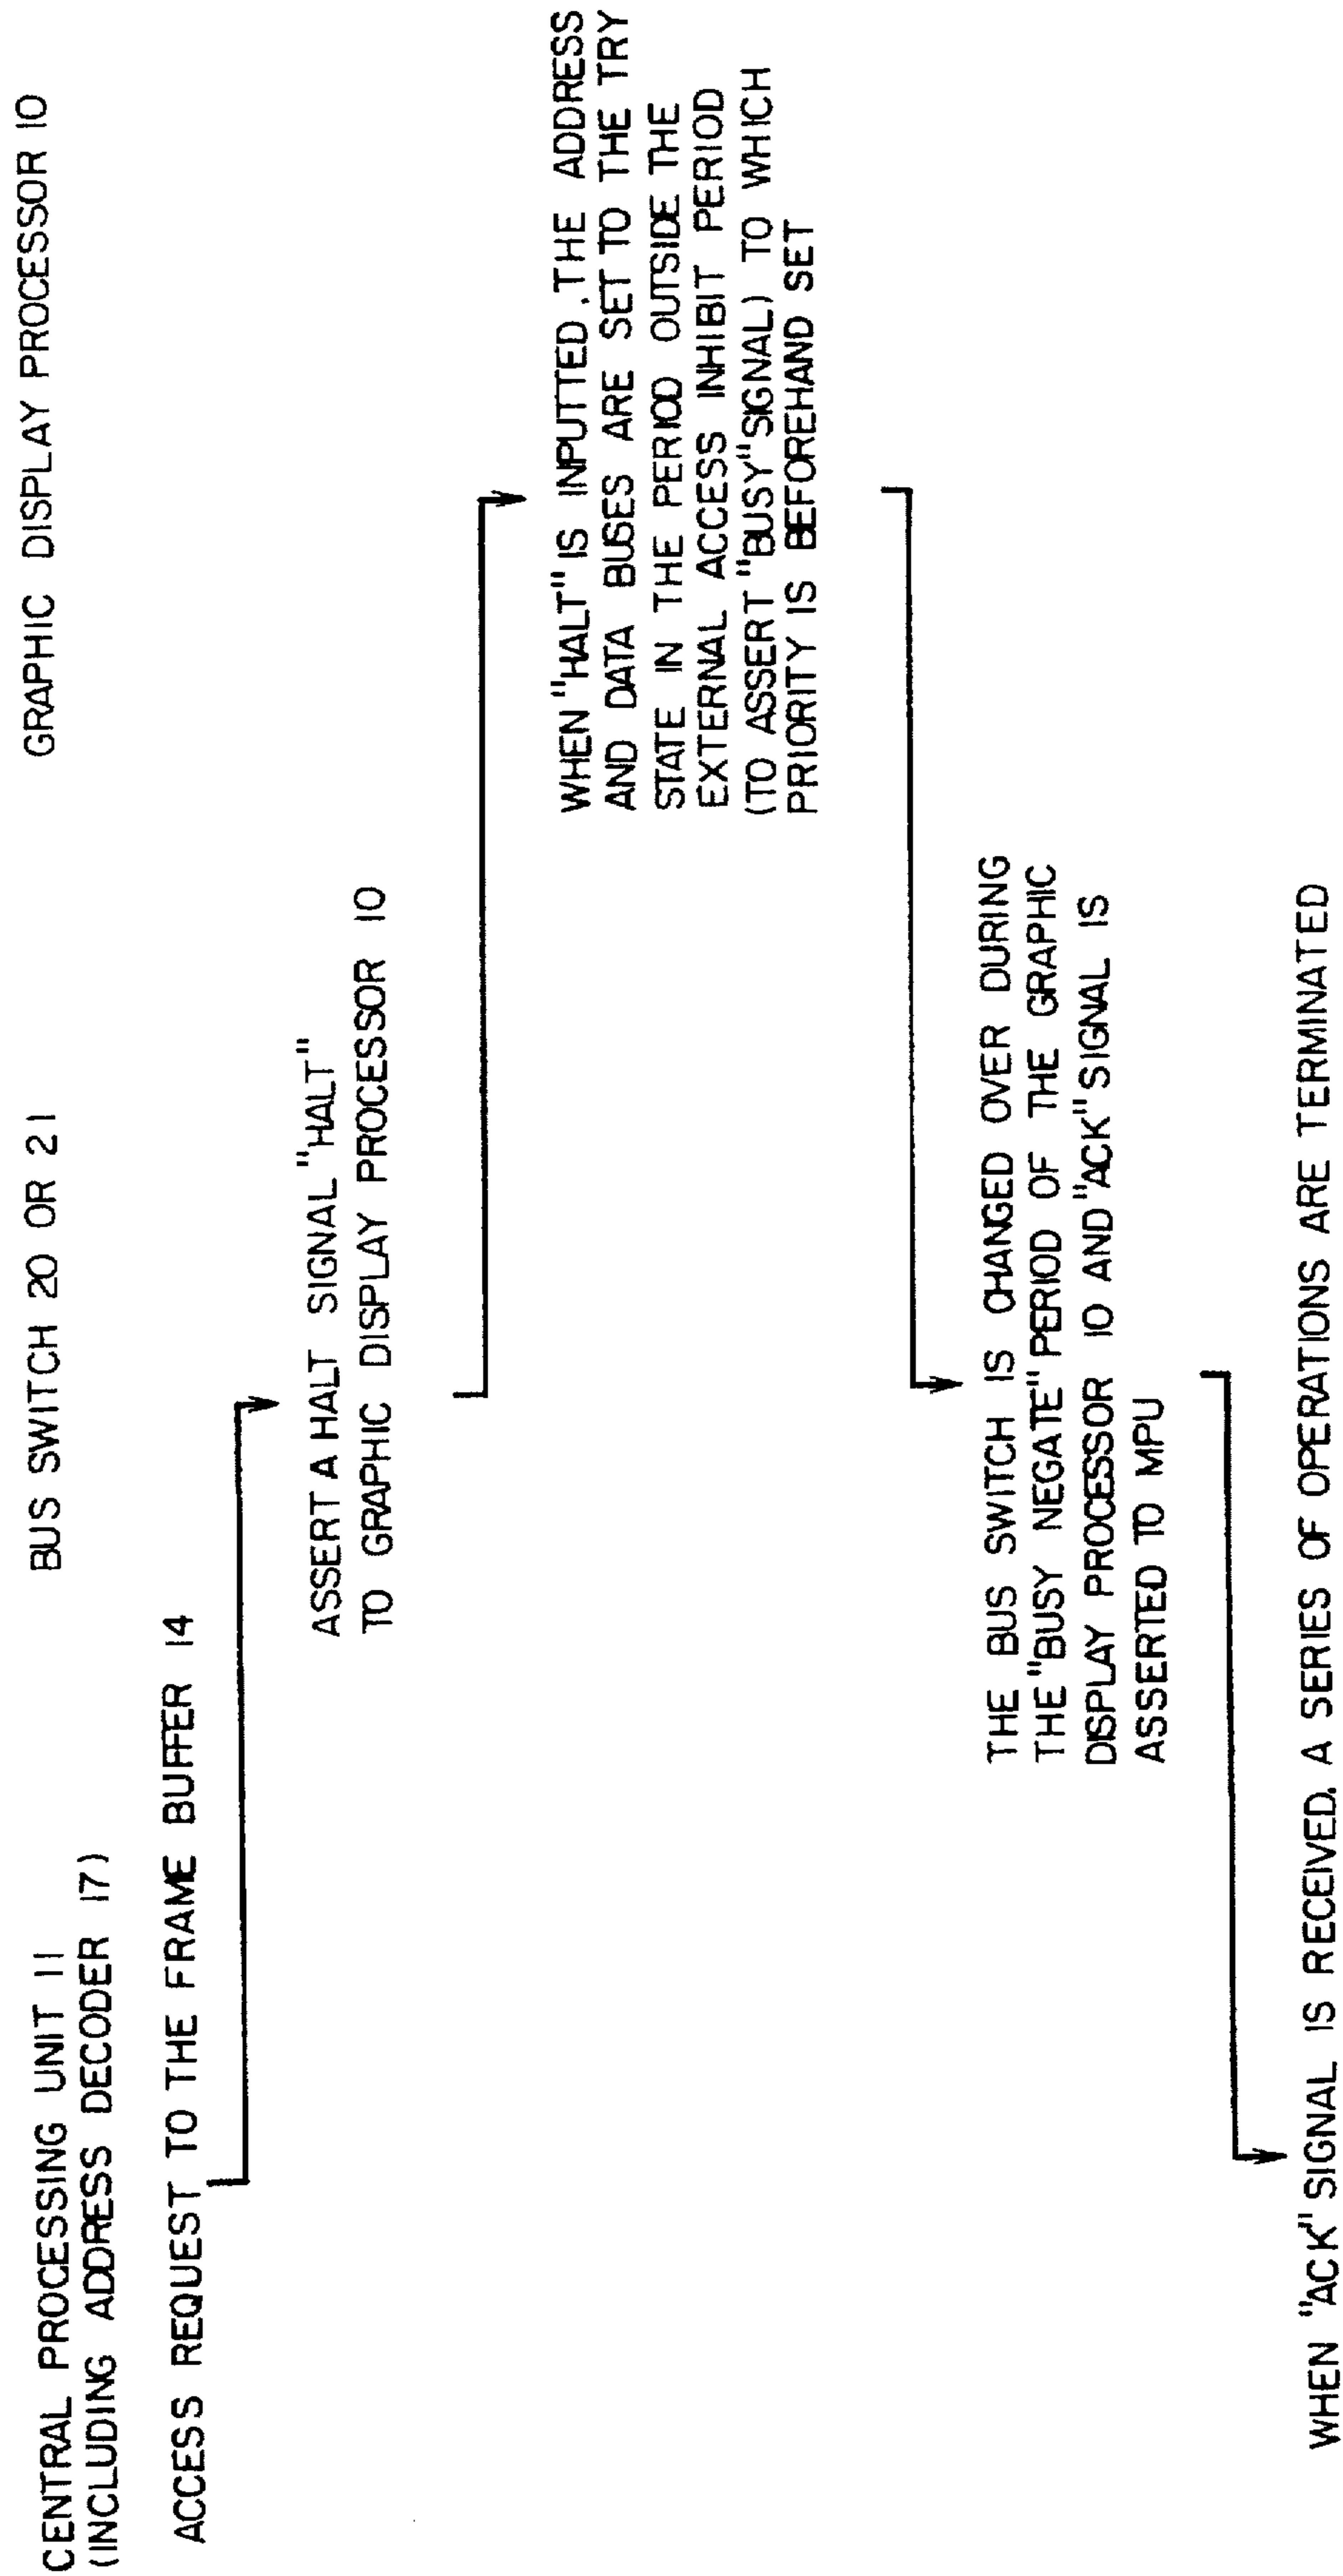 CENTRAL PROCESSING UNIT 11
(INCLUDING ADDRESS DECODER 17)
BUS SWITCH 20 OR 21
GRAPHIC DISPLAY PROCESSOR 10
ACCESS REQUEST TO THE FRAME BUFFER 14
ASSERT A HALT SIGNAL "HALT"
TO GRAPHIC DISPLAY PROCESSOR 10
WHEN "HALT" IS INPUTTED, THE ADDRESS
AND DATA BUSES ARE SET TO THE TRY
STATE IN THE PERIOD OUTSIDE THE
EXTERNAL ACCESS INHIBIT PERIOD
(TO ASSERT "BUSY" SIGNAL) TO WHICH
PRIORITY IS BEFOREHAND SET
THE BUS SWITCH IS CHANGED OVER DURING
THE "BUSY NEGATE" PERIOD OF THE GRAPHIC
DISPLAY PROCESSOR 10 AND "ACK" SIGNAL IS
ASSERTED TO MPU
WHEN "ACK" SIGNAL IS RECEIVED, A SERIES OF OPERATIONS ARE TERMINATED